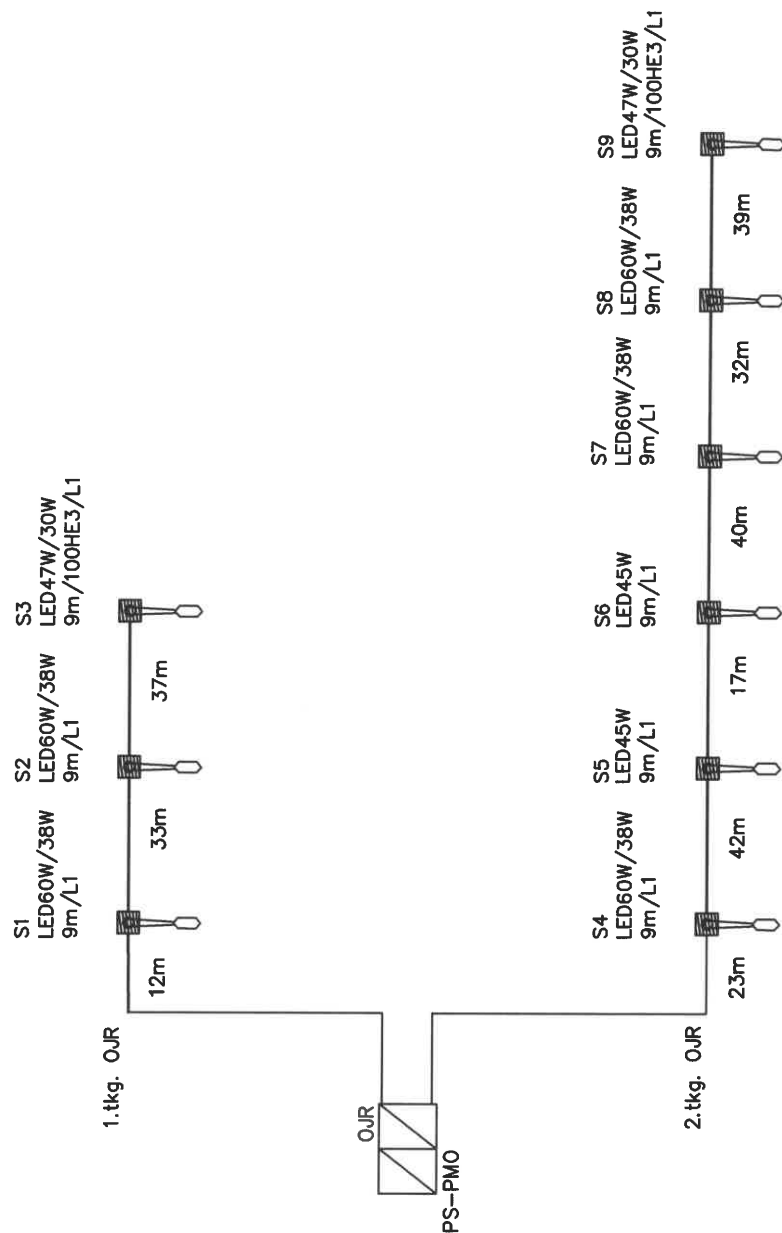 1.tkg. OJR
S1
LED60W/38W
9m/L1
S2
LED60W/38W
9m/L1
S3
LED47W/30W
9m/100HE3/L1
12m
33m
37m
OJR
PS-PMO
2.tkg. OJR
S4
LED60W/38W
9m/L1
S5
LED45W
9m/L1
S6
LED45W
9m/L1
S7
LED60W/38W
9m/L1
S8
LED60W/38W
9m/L1
S9
LED47W/30W
9m/100HE3/L1
23m
42m
17m
40m
32m
39m